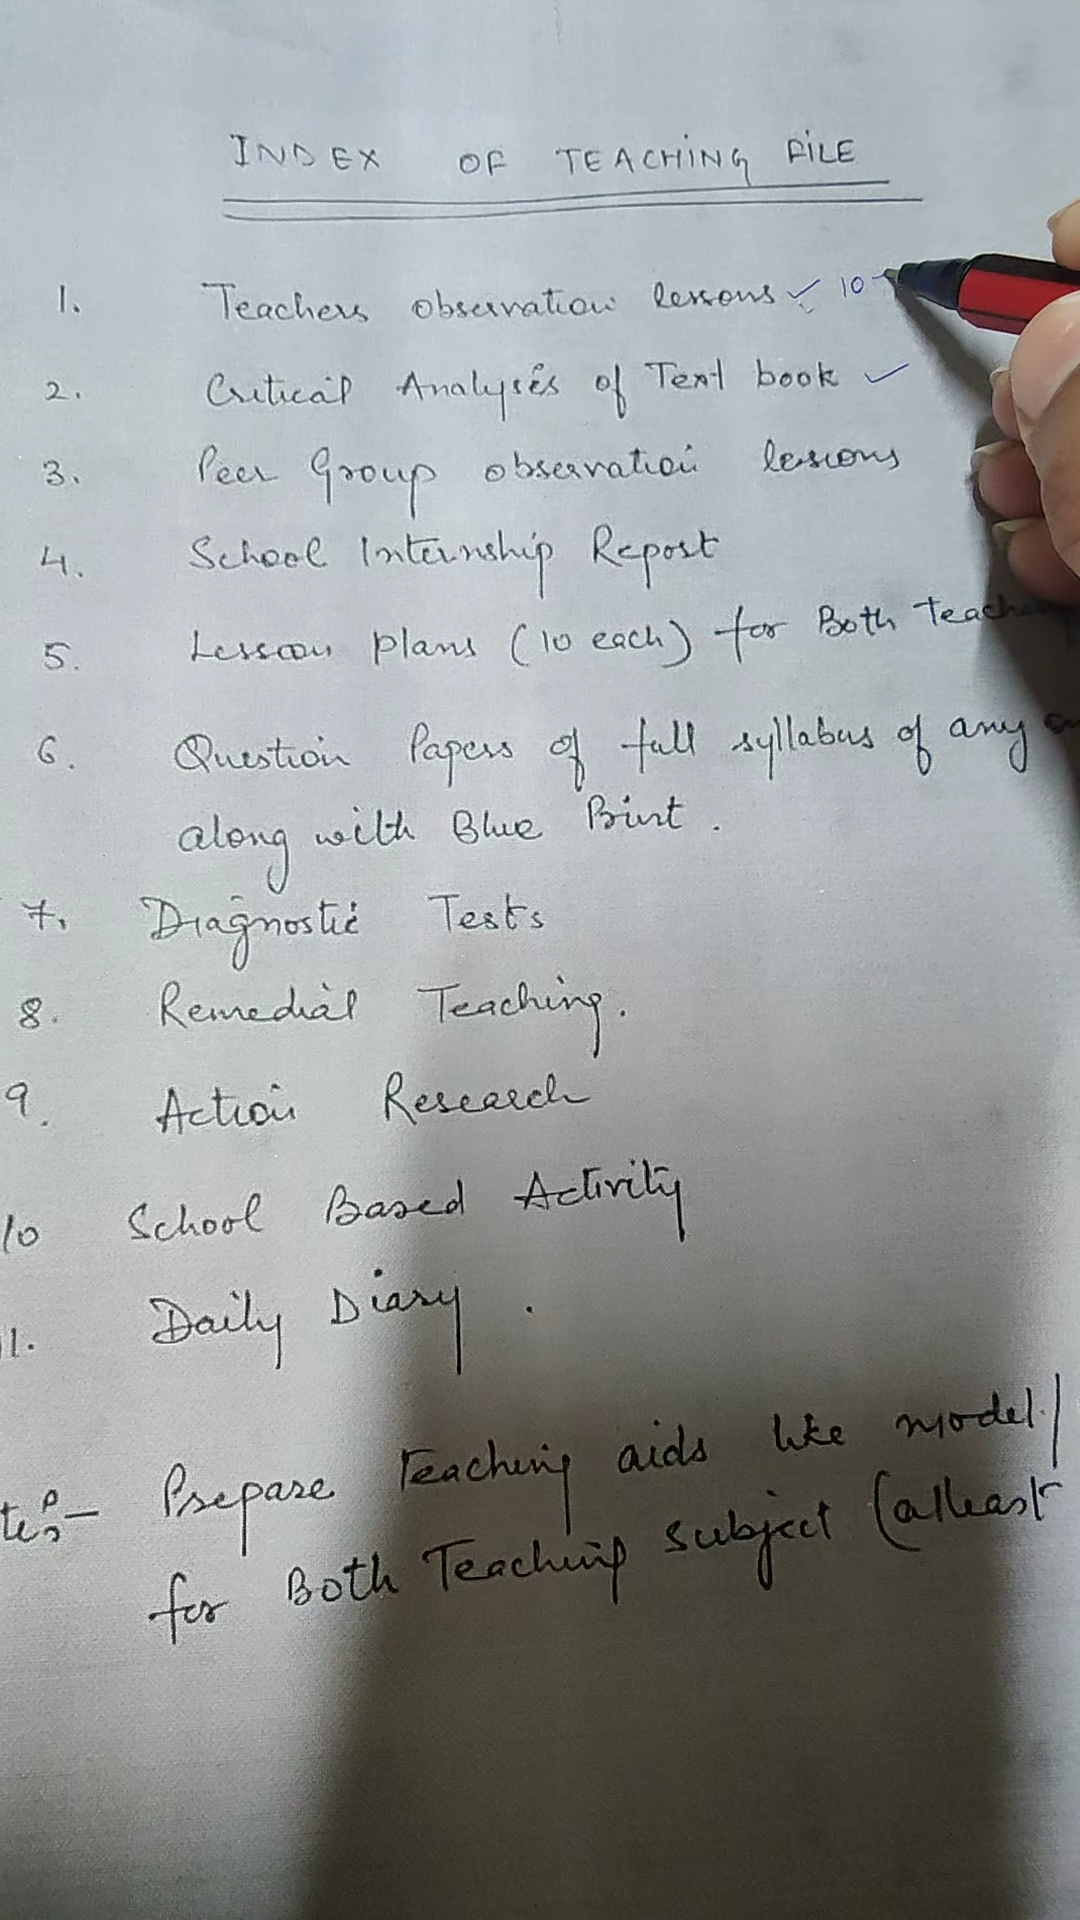 INDEX OF TEACHING FILE
1. Teachers observation lessons ✓ 10
2. Critical Analysis of Text book ✓
3. Peer Group observation lessons
4. School Internship Report
5. Lesson plans (10 each) for Both Teach
6. Question Papers of full syllabus of any
along with Blue Print.
7. Diagnostic Tests
8. Remedial Teaching.
9. Action Research
10 School Based Activity
11. Daily Diary.
Prepare Teaching aids like model/
for Both Teaching subject (atleast